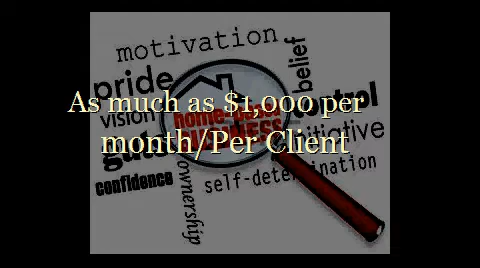 motivation
belief
pride
As much as $1,000 per
vision
home-based
control
month/Per Client
BUSINESS
initiative
guts
confidence
self-determination
ownership